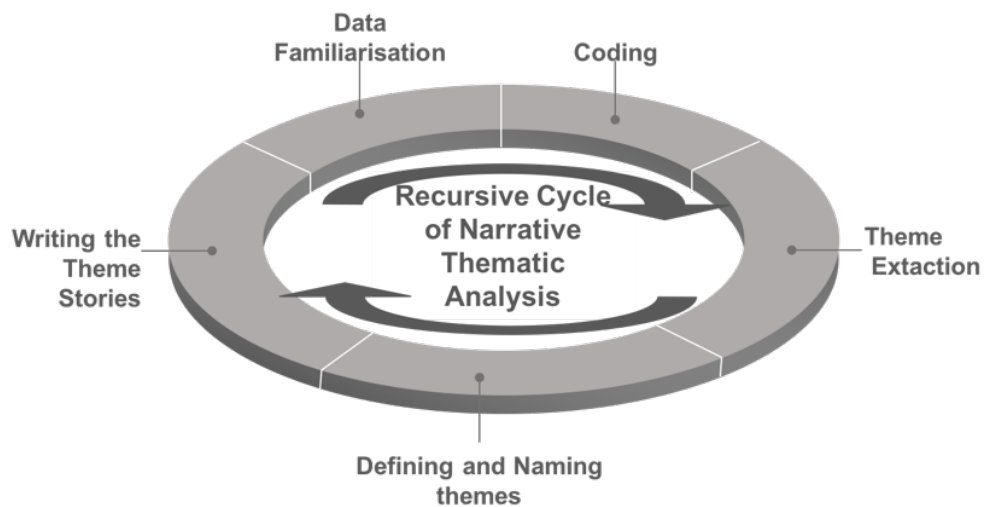 Data
Familiarisation
Coding
Recursive Cycle
of Narrative
Thematic
Analysis
Writing the
Theme
Stories
Theme
Extaction
Defining and Naming
themes